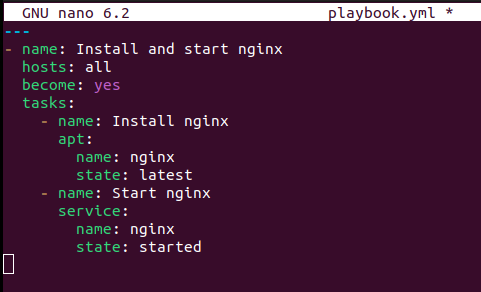 GNU nano 6.2 playbook.yml *
---
- name: Install and start nginx
  hosts: all
  become: yes
  tasks:
    - name: Install nginx
      apt:
        name: nginx
        state: latest
    - name: Start nginx
      service:
        name: nginx
        state: started